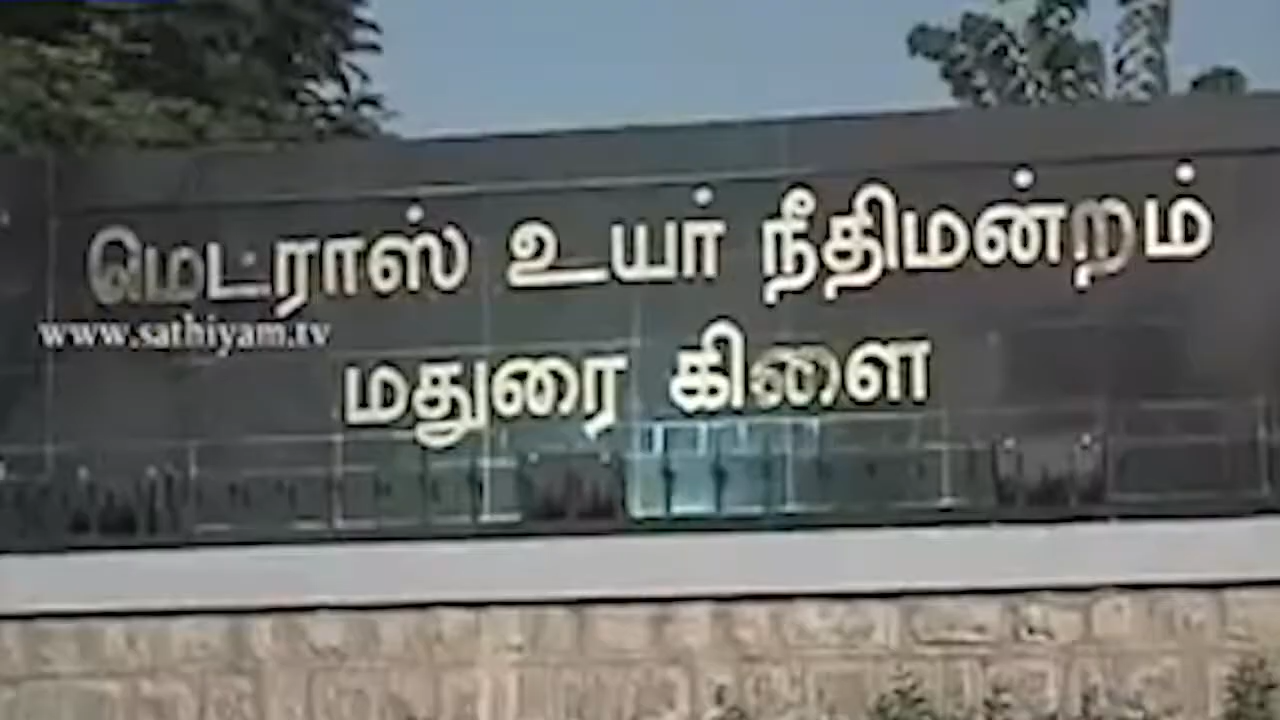 மெட்ராஸ் உயர் நீதிமன்றம்
www.sathiyam.tv
மதுரை கிளை